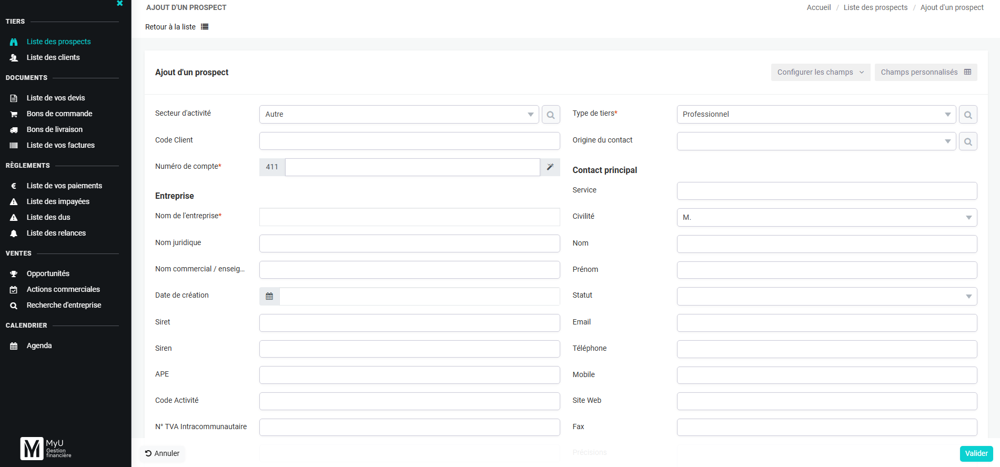 AJOUT D'UN PROSPECT
Accueil / Liste des prospects / Ajout d'un prospect
Retour à la liste
TIERS
Liste des prospects
Liste des clients
DOCUMENTS
Liste de vos devis
Bons de commande
Bons de livraison
Liste de vos factures
RÈGLEMENTS
Liste de vos paiements
Liste des impayées
Liste des dus
Liste des relances
VENTES
Opportunités
Actions commerciales
Recherche d'entreprise
CALENDRIER
Agenda
MyU
Gestion
financière
Ajout d'un prospect
Configurer les champs
Champs personnalisés
Secteur d'activité
Autre
Code Client
Numéro de compte*
411
Entreprise
Nom de l'entreprise*
Nom juridique
Nom commercial / enseig...
Date de création
Siret
Siren
APE
Code Activité
N° TVA Intracommunautaire
Type de tiers*
Professionnel
Origine du contact
Contact principal
Service
Civilité
M.
Nom
Prénom
Statut
Email
Téléphone
Mobile
Site Web
Fax
Précisions
Annuler
Valider